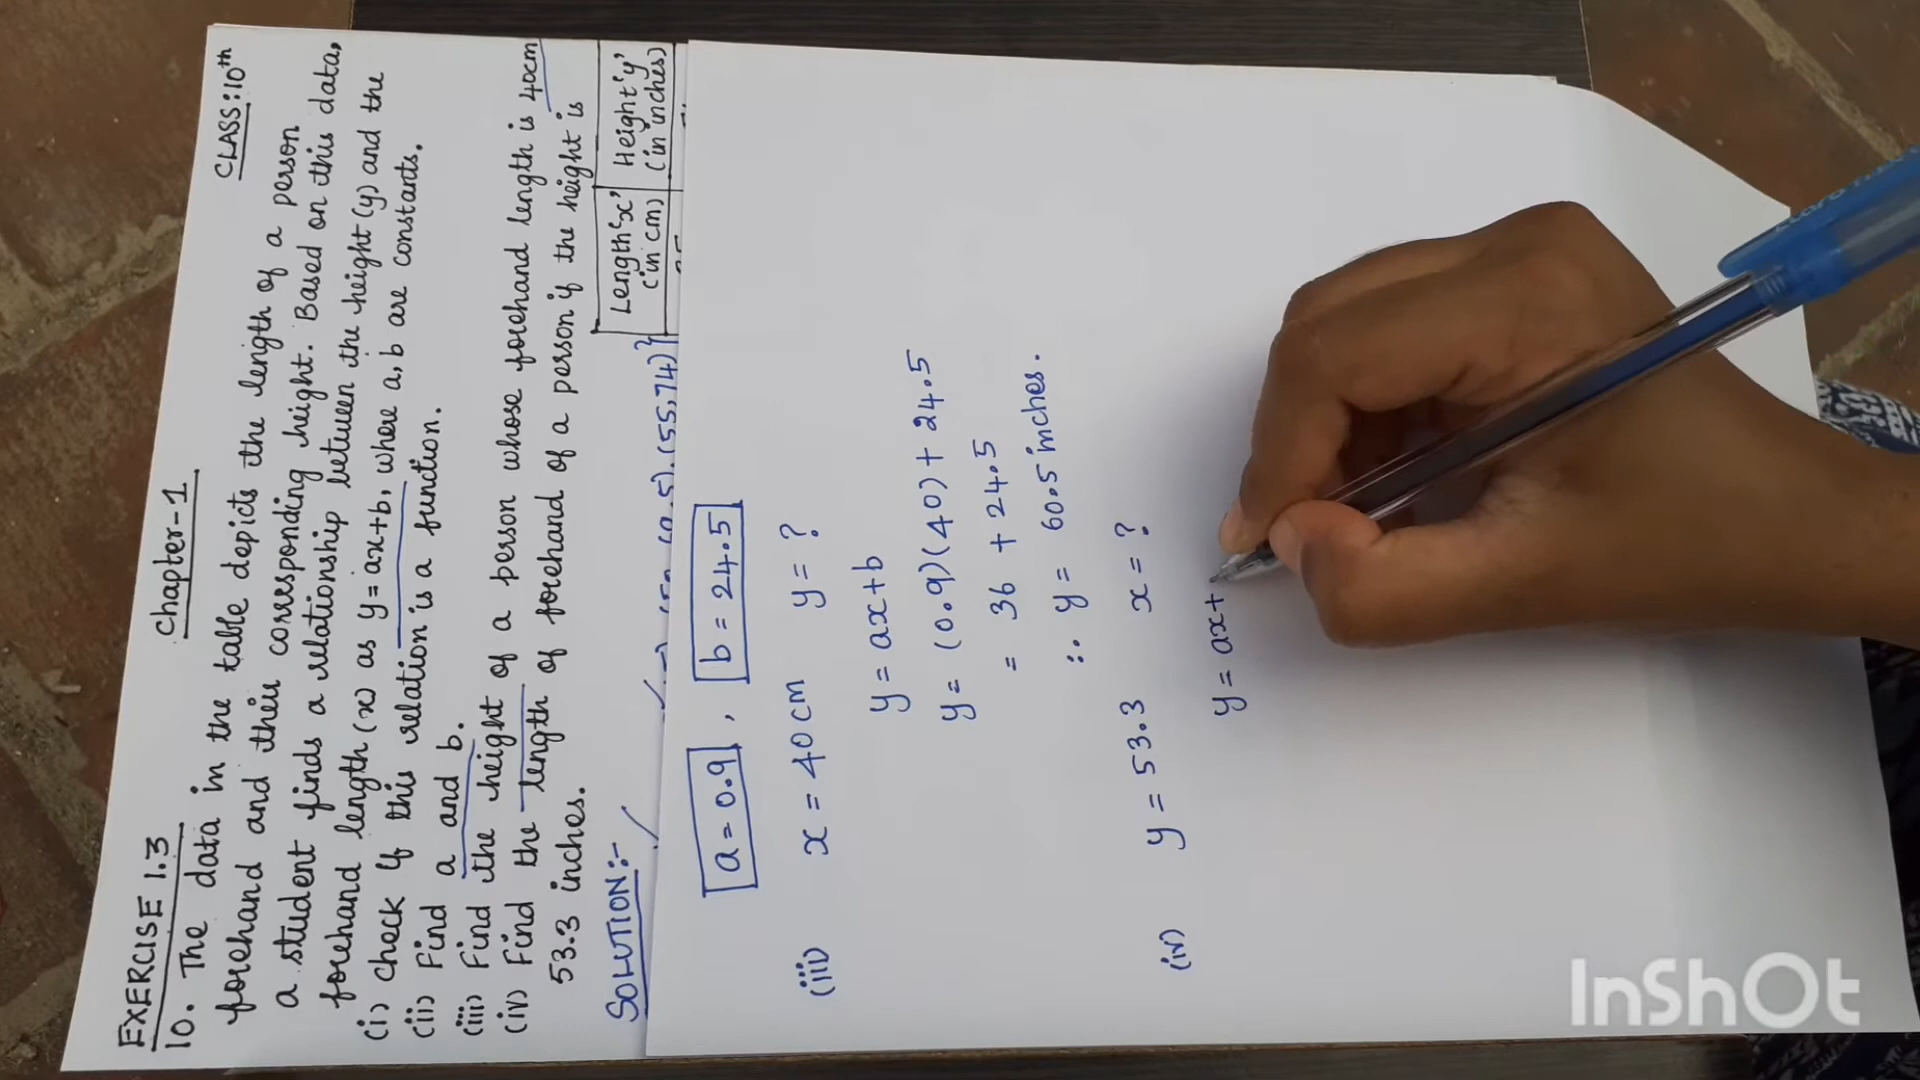 Chapter-1
EXERCISE 1.3
CLASS:10th
10. The data in the table depicts the length of a person
forehand and their corresponding height. Based on this data,
a student finds a relationship between the height (y) and the
forehand length (x) as y = ax+b, where a, b are constants.
(i) check if this relation is a function.
(ii) Find a and b.
(iii) Find the height of a person whose forehand length is 40cm
(iv) Find the length of forehand of a person if the height is
53.3 inches.
Length'x' Height'y'
(in cm) (in inches)
SOLUTION:-
.5).(55,74)}
a = 0.9 , b = 24.5
(iii) x = 40 cm y = ?
y = ax+b
y = (0.9)(40) + 24.5
= 36 + 24.5
∴ y = 60.5 inches.
(iv) y = 53.3 x = ?
y = ax+
InShOt